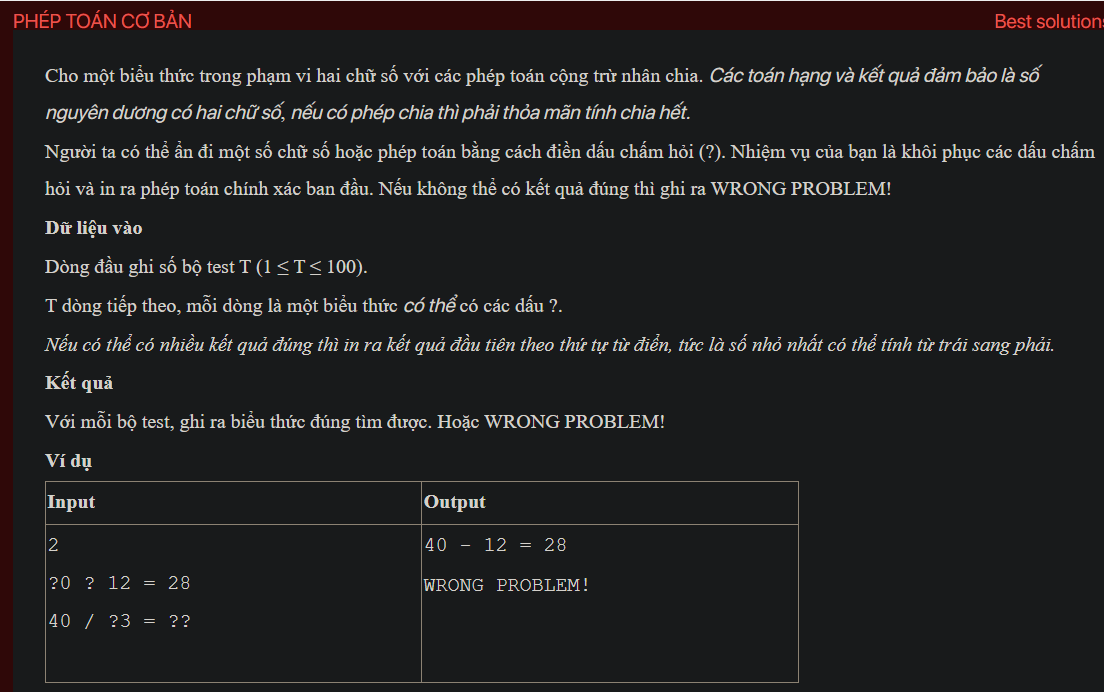 PHÉP TOÁN CƠ BẢN Best solutions
Cho một biểu thức trong phạm vi hai chữ số với các phép toán cộng trừ nhân chia. Các toán hạng và kết quả đảm bảo là số
nguyên dương có hai chữ số, nếu có phép chia thì phải thỏa mãn tính chia hết.
Người ta có thể ẩn đi một số chữ số hoặc phép toán bằng cách điền dấu chấm hỏi (?). Nhiệm vụ của bạn là khôi phục các dấu chấm
hỏi và in ra phép toán chính xác ban đầu. Nếu không thể có kết quả đúng thì ghi ra WRONG PROBLEM!
Dữ liệu vào
Dòng đầu ghi số bộ test T (1 ≤ T ≤ 100).
T dòng tiếp theo, mỗi dòng là một biểu thức có thể có các dấu ?.
Nếu có thể có nhiều kết quả đúng thì in ra kết quả đầu tiên theo thứ tự từ điển, tức là số nhỏ nhất có thể tính từ trái sang phải.
Kết quả
Với mỗi bộ test, ghi ra biểu thức đúng tìm được. Hoặc WRONG PROBLEM!
Ví dụ
Input Output
2 40 - 12 = 28
?0 ? 12 = 28 WRONG PROBLEM!
40 / ?3 = ??